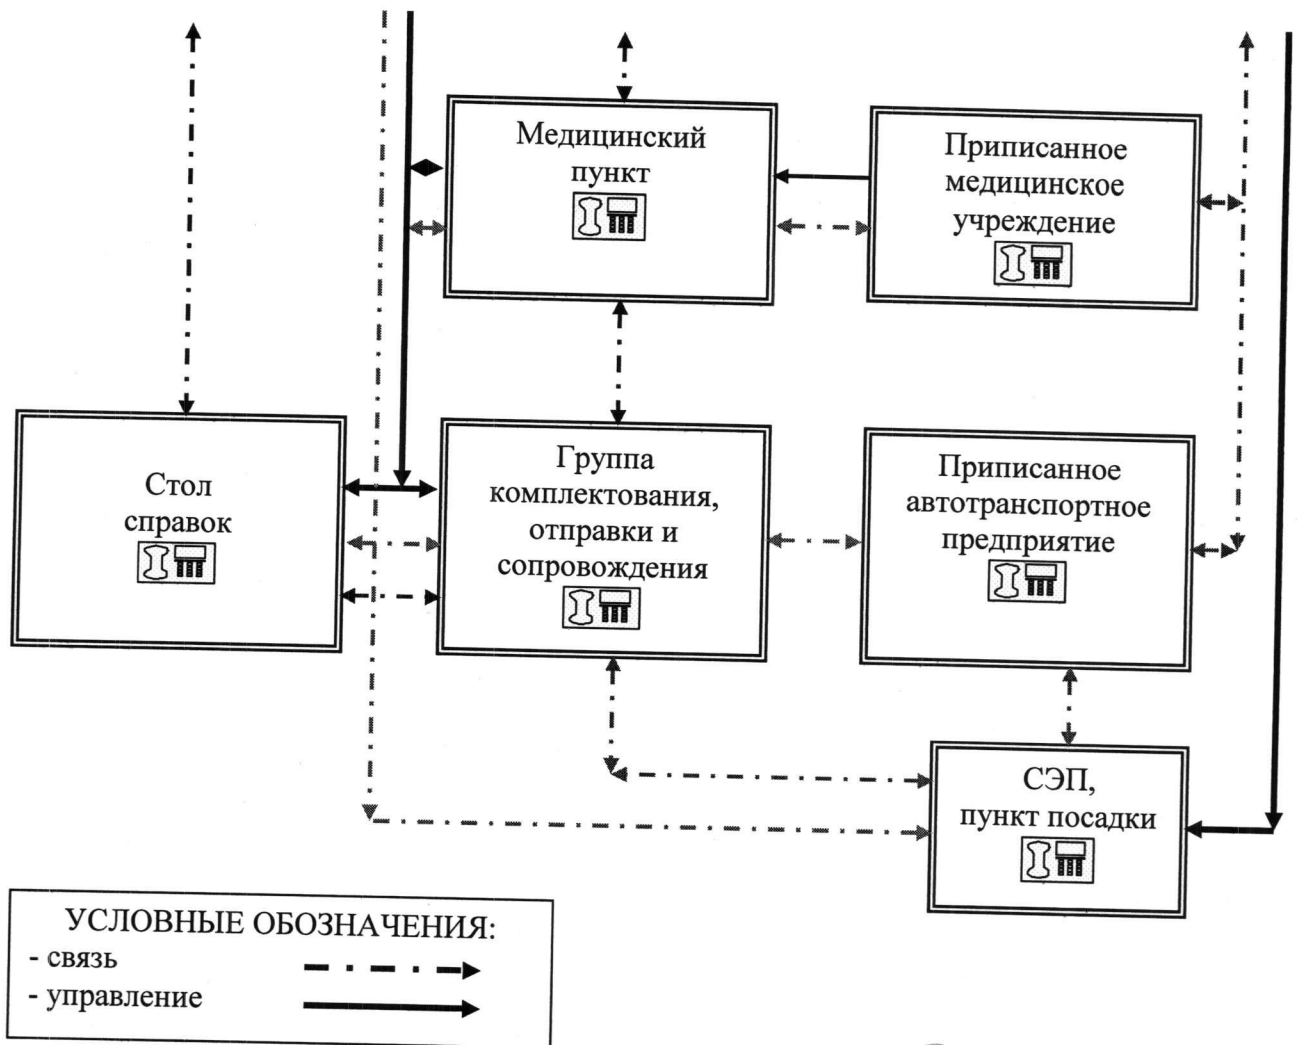 Медицинский
пункт
Приписанное
медицинское
учреждение
Стол
справок
Группа
комплектования,
отправки и
сопровождения
Приписанное
автотранспортное
предприятие
СЭП,
пункт посадки
УСЛОВНЫЕ ОБОЗНАЧЕНИЯ:
- связь
- управление